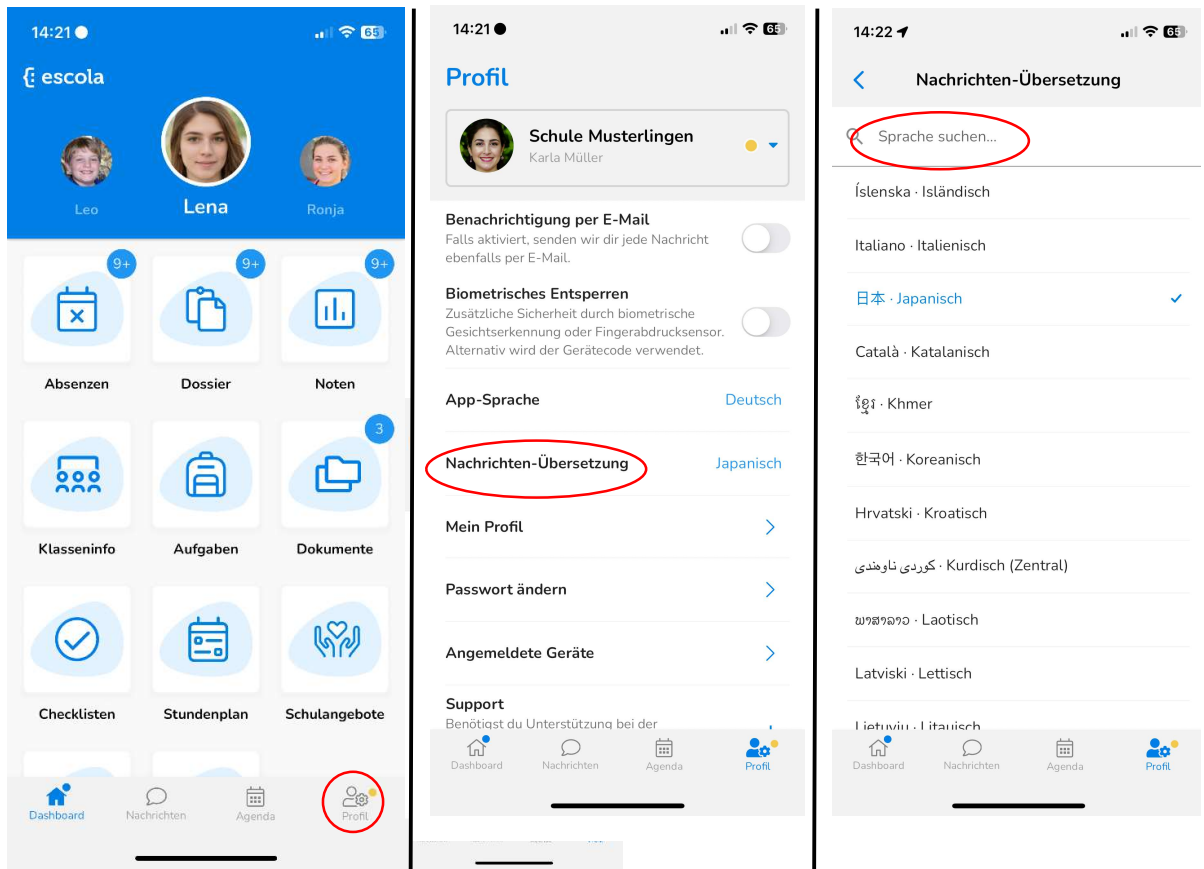 14:21
65
escola
Leo
Lena
Ronja
9+
9+
9+
Absenzen
Dossier
Noten
3
Klasseninfo
Aufgaben
Dokumente
Checklisten
Stundenplan
Schulangebote
Dashboard
Nachrichten
Agenda
Profil
14:21
65
Profil
Schule Musterlingen
Karla Müller
Benachrichtigung per E-Mail
Falls aktiviert, senden wir dir jede Nachricht
ebenfalls per E-Mail.
Biometrisches Entsperren
Zusätzliche Sicherheit durch biometrische
Gesichtserkennung oder Fingerabdrucksensor.
Alternativ wird der Gerätecode verwendet.
App-Sprache Deutsch
Nachrichten-Übersetzung Japanisch
Mein Profil
Passwort ändern
Angemeldete Geräte
Support
Benötigst du Unterstützung bei der
Dashboard
Nachrichten
Agenda
Profil
14:22
65
Nachrichten-Übersetzung
Sprache suchen...
Íslenska · Isländisch
Italiano · Italienisch
日本 · Japanisch
Català · Katalanisch
ខ្មែរ · Khmer
한국어 · Koreanisch
Hrvatski · Kroatisch
کوردی ناوەندی · Kurdisch (Zentral)
ພາສາລາວ · Laotisch
Latviski · Lettisch
Lietuvių · Litauisch
Dashboard
Nachrichten
Agenda
Profil